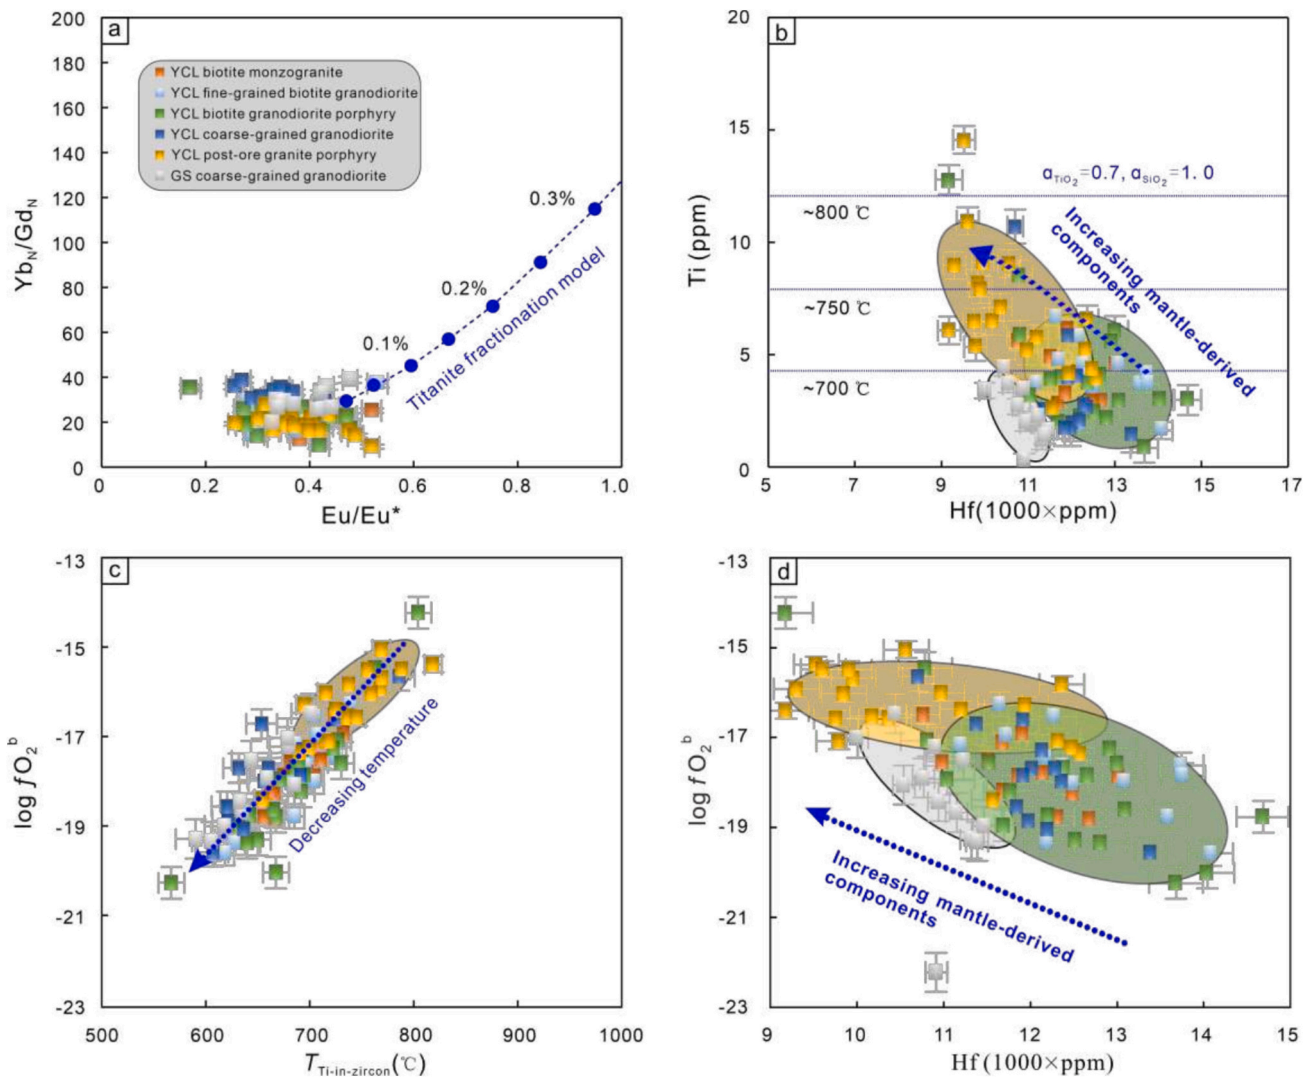 a
200
180
160
140
120
100
80
60
40
20
0
Yb_N/Gd_N
YCL biotite monzogranite
YCL fine-grained biotite granodiorite
YCL biotite granodiorite porphyry
YCL coarse-grained granodiorite
YCL post-ore granite porphyry
GS coarse-grained granodiorite
0.3%
0.2%
0.1%
Titanite fractionation model
0
0.2
0.4
0.6
0.8
1.0
Eu/Eu*
b
20
15
10
5
0
Ti (ppm)
ɑTiO₂=0.7, ɑSiO₂=1.0
~800 ℃
~750 ℃
~700 ℃
Increasing mantle-derived
components
5
7
9
11
13
15
17
Hf(1000×ppm)
c
-13
-15
-17
-19
-21
-23
log fO₂ᵇ
Decreasing temperature
500
600
700
800
900
1000
T Ti-in-zircon(℃)
d
-13
-15
-17
-19
-21
-23
log fO₂ᵇ
Increasing mantle-derived
components
9
10
11
12
13
14
15
Hf(1000×ppm)